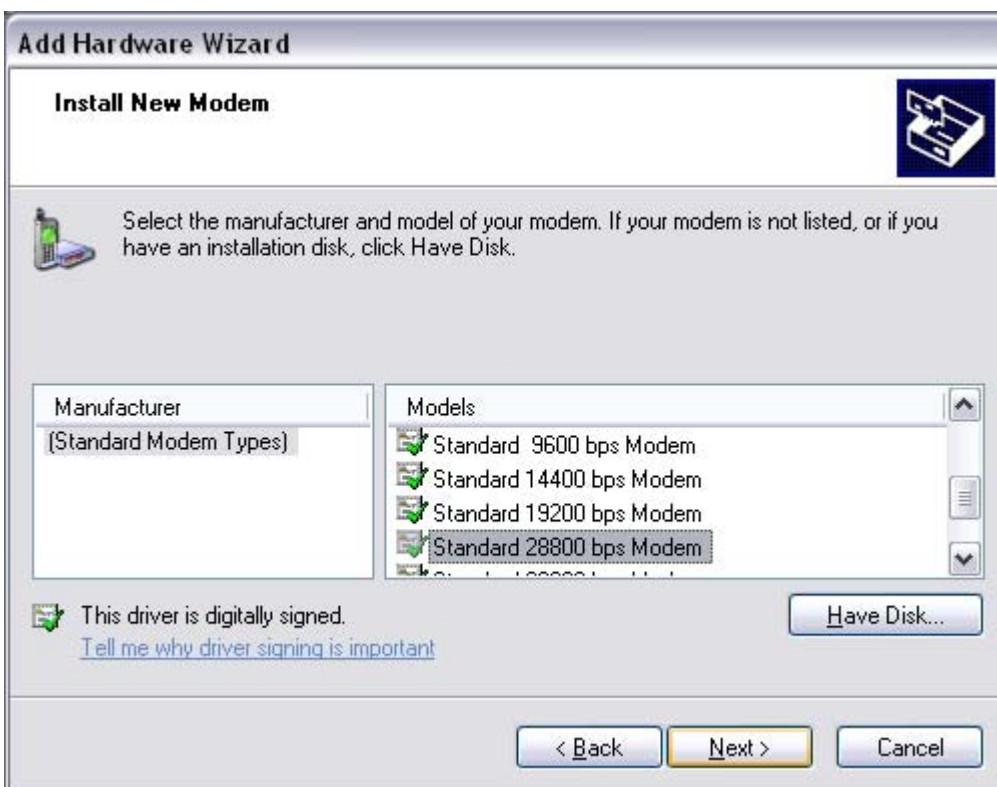 Add Hardware Wizard
Install New Modem
Select the manufacturer and model of your modem. If your modem is not listed, or if you
have an installation disk, click Have Disk.
Manufacturer
(Standard Modem Types)
Models
Standard  9600 bps Modem
Standard 14400 bps Modem
Standard 19200 bps Modem
Standard 28800 bps Modem
This driver is digitally signed.
Tell me why driver signing is important
Have Disk...
< Back
Next >
Cancel